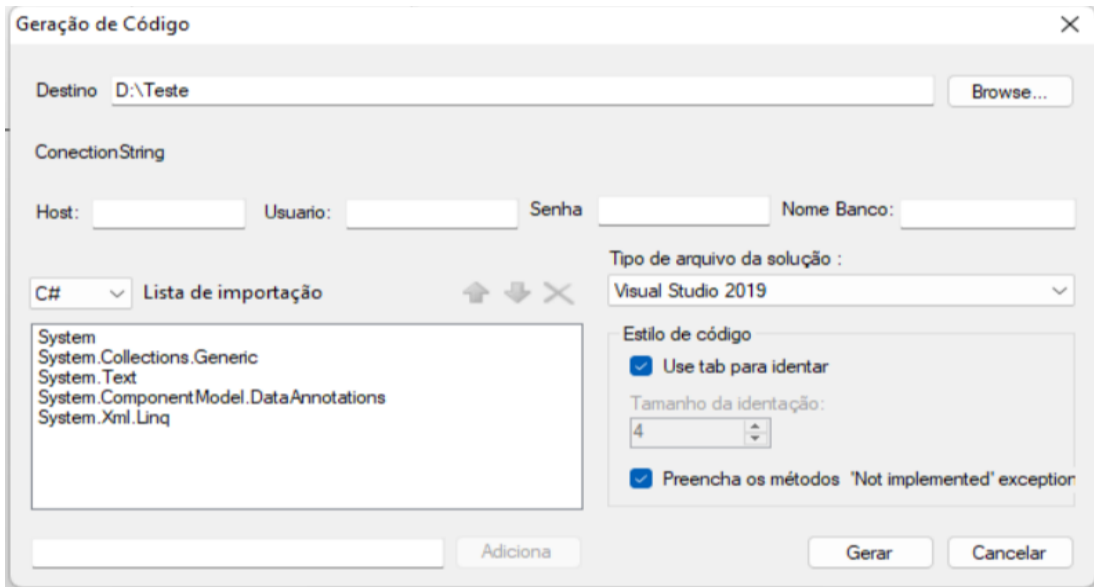 Geração de Código
Destino D:\Teste Browse...
ConectionString
Host: Usuario: Senha Nome Banco:
Tipo de arquivo da solução :
C# Lista de importação Visual Studio 2019
System
System.Collections.Generic
System.Text
System.ComponentModel.DataAnnotations
System.Xml.Linq
Estilo de código
Use tab para identar
Tamanho da identação:
4
Preencha os métodos 'Not implemented' exception
Adiciona Gerar Cancelar